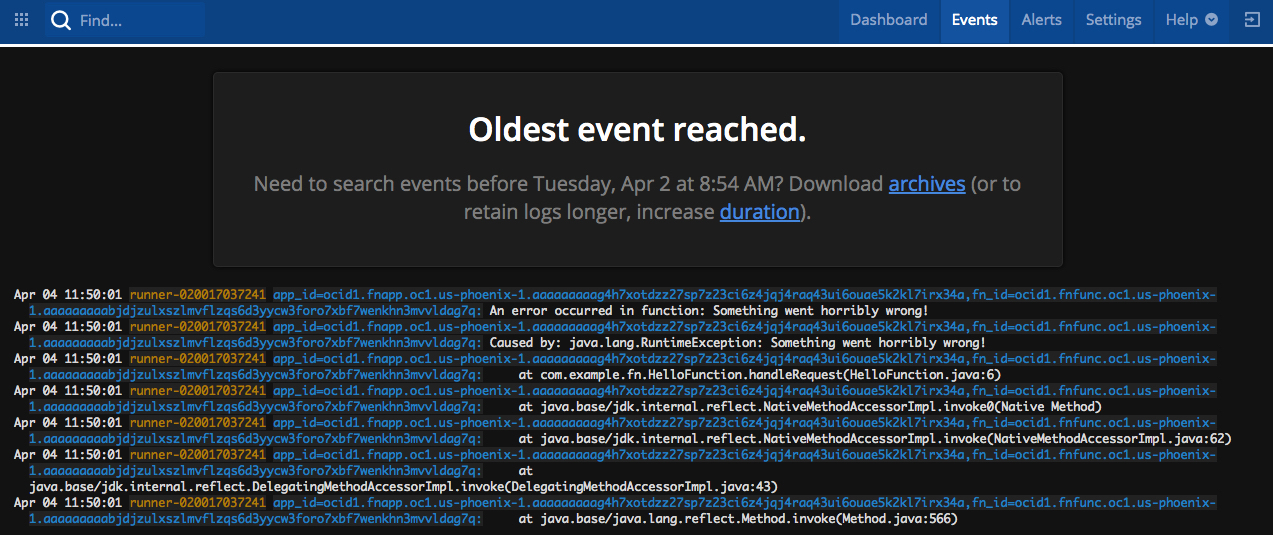 Find...
Dashboard Events Alerts Settings Help
Oldest event reached.
Need to search events before Tuesday, Apr 2 at 8:54 AM? Download archives (or to
retain logs longer, increase duration).
Apr 04 11:50:01 runner-020017037241 app_id=ocid1.fnapp.oc1.us-phoenix-1.aaaaaaaaag4h7xotdzz27sp7z23ci6z4jqj4raq43ui6ouae5k2kl7irx34a,fn_id=ocid1.fnfunc.oc1.us-phoenix-
1.aaaaaaaaabjdjzulxszlmvflzqs6d3yycw3foro7xbf7wenkhn3mvvldag7q: An error occurred in function: Something went horribly wrong!
Apr 04 11:50:01 runner-020017037241 app_id=ocid1.fnapp.oc1.us-phoenix-1.aaaaaaaaag4h7xotdzz27sp7z23ci6z4jqj4raq43ui6ouae5k2kl7irx34a,fn_id=ocid1.fnfunc.oc1.us-phoenix-
1.aaaaaaaaabjdjzulxszlmvflzqs6d3yycw3foro7xbf7wenkhn3mvvldag7q: Caused by: java.lang.RuntimeException: Something went horribly wrong!
Apr 04 11:50:01 runner-020017037241 app_id=ocid1.fnapp.oc1.us-phoenix-1.aaaaaaaaag4h7xotdzz27sp7z23ci6z4jqj4raq43ui6ouae5k2kl7irx34a,fn_id=ocid1.fnfunc.oc1.us-phoenix-
1.aaaaaaaaabjdjzulxszlmvflzqs6d3yycw3foro7xbf7wenkhn3mvvldag7q: at com.example.fn.HelloFunction.handleRequest(HelloFunction.java:6)
Apr 04 11:50:01 runner-020017037241 app_id=ocid1.fnapp.oc1.us-phoenix-1.aaaaaaaaag4h7xotdzz27sp7z23ci6z4jqj4raq43ui6ouae5k2kl7irx34a,fn_id=ocid1.fnfunc.oc1.us-phoenix-
1.aaaaaaaaabjdjzulxszlmvflzqs6d3yycw3foro7xbf7wenkhn3mvvldag7q: at java.base/jdk.internal.reflect.NativeMethodAccessorImpl.invoke0(Native Method)
Apr 04 11:50:01 runner-020017037241 app_id=ocid1.fnapp.oc1.us-phoenix-1.aaaaaaaaag4h7xotdzz27sp7z23ci6z4jqj4raq43ui6ouae5k2kl7irx34a,fn_id=ocid1.fnfunc.oc1.us-phoenix-
1.aaaaaaaaabjdjzulxszlmvflzqs6d3yycw3foro7xbf7wenkhn3mvvldag7q: at java.base/jdk.internal.reflect.NativeMethodAccessorImpl.invoke(NativeMethodAccessorImpl.java:62)
Apr 04 11:50:01 runner-020017037241 app_id=ocid1.fnapp.oc1.us-phoenix-1.aaaaaaaaag4h7xotdzz27sp7z23ci6z4jqj4raq43ui6ouae5k2kl7irx34a,fn_id=ocid1.fnfunc.oc1.us-phoenix-
1.aaaaaaaaabjdjzulxszlmvflzqs6d3yycw3foro7xbf7wenkhn3mvvldag7q: at
java.base/jdk.internal.reflect.DelegatingMethodAccessorImpl.invoke(DelegatingMethodAccessorImpl.java:43)
Apr 04 11:50:01 runner-020017037241 app_id=ocid1.fnapp.oc1.us-phoenix-1.aaaaaaaaag4h7xotdzz27sp7z23ci6z4jqj4raq43ui6ouae5k2kl7irx34a,fn_id=ocid1.fnfunc.oc1.us-phoenix-
1.aaaaaaaaabjdjzulxszlmvflzqs6d3yycw3foro7xbf7wenkhn3mvvldag7q: at java.base/java.lang.reflect.Method.invoke(Method.java:566)